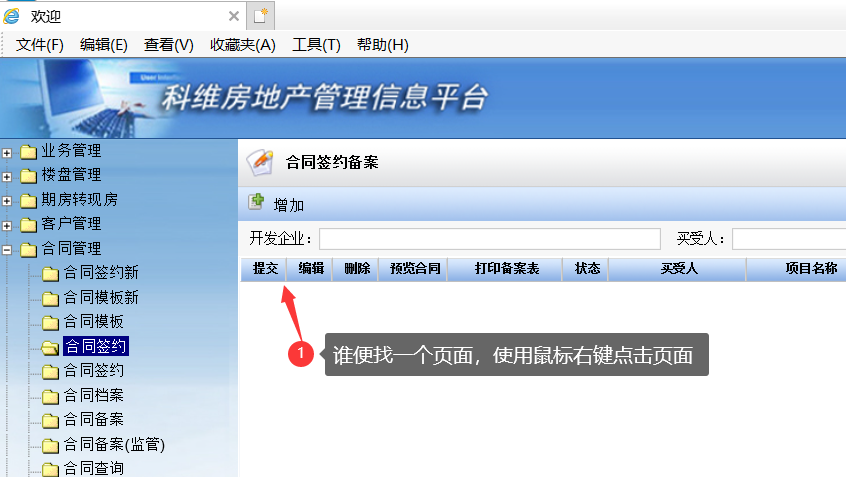 欢迎
文件(F) 编辑(E) 查看(V) 收藏夹(A) 工具(T) 帮助(H)
User Interface
科维房地产管理信息平台
业务管理
楼盘管理
期房转现房
客户管理
合同管理
合同签约新
合同模板新
合同模板
合同签约
合同签约
合同档案
合同备案
合同备案(监管)
合同查询
合同签约备案
增加
开发企业: 买受人:
提交 编辑 删除 预览合同 打印备案表 状态 买受人 项目名称
1 谁便找一个页面，使用鼠标右键点击页面